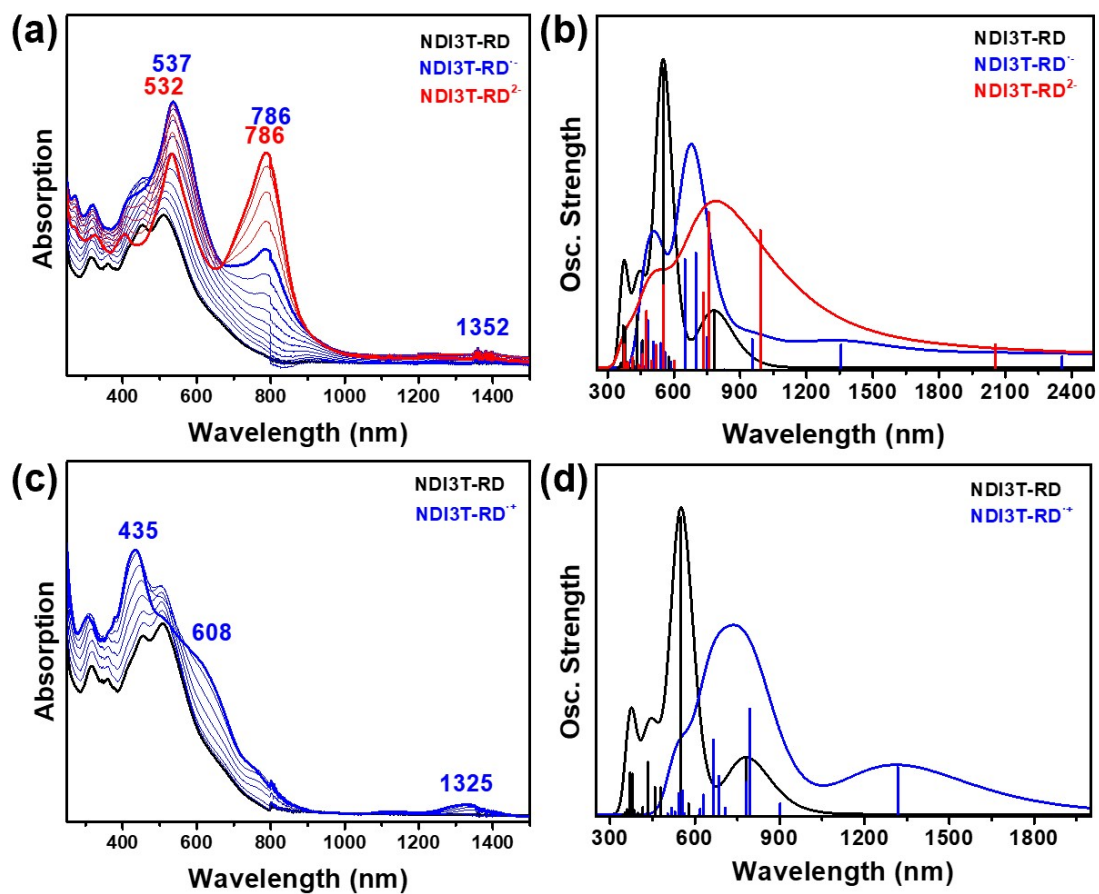 (a)
NDI3T-RD
NDI3T-RD·-
NDI3T-RD2-
537
532
786
786
1352
Absorption
400 600 800 1000 1200 1400
Wavelength (nm)
(b)
NDI3T-RD
NDI3T-RD·-
NDI3T-RD2-
Osc. Strength
300 600 900 1200 1500 1800 2100 2400
Wavelength (nm)
(c)
NDI3T-RD
NDI3T-RD·+
435
608
1325
Absorption
400 600 800 1000 1200 1400
Wavelength (nm)
(d)
NDI3T-RD
NDI3T-RD·+
Osc. Strength
300 600 900 1200 1500 1800
Wavelength (nm)